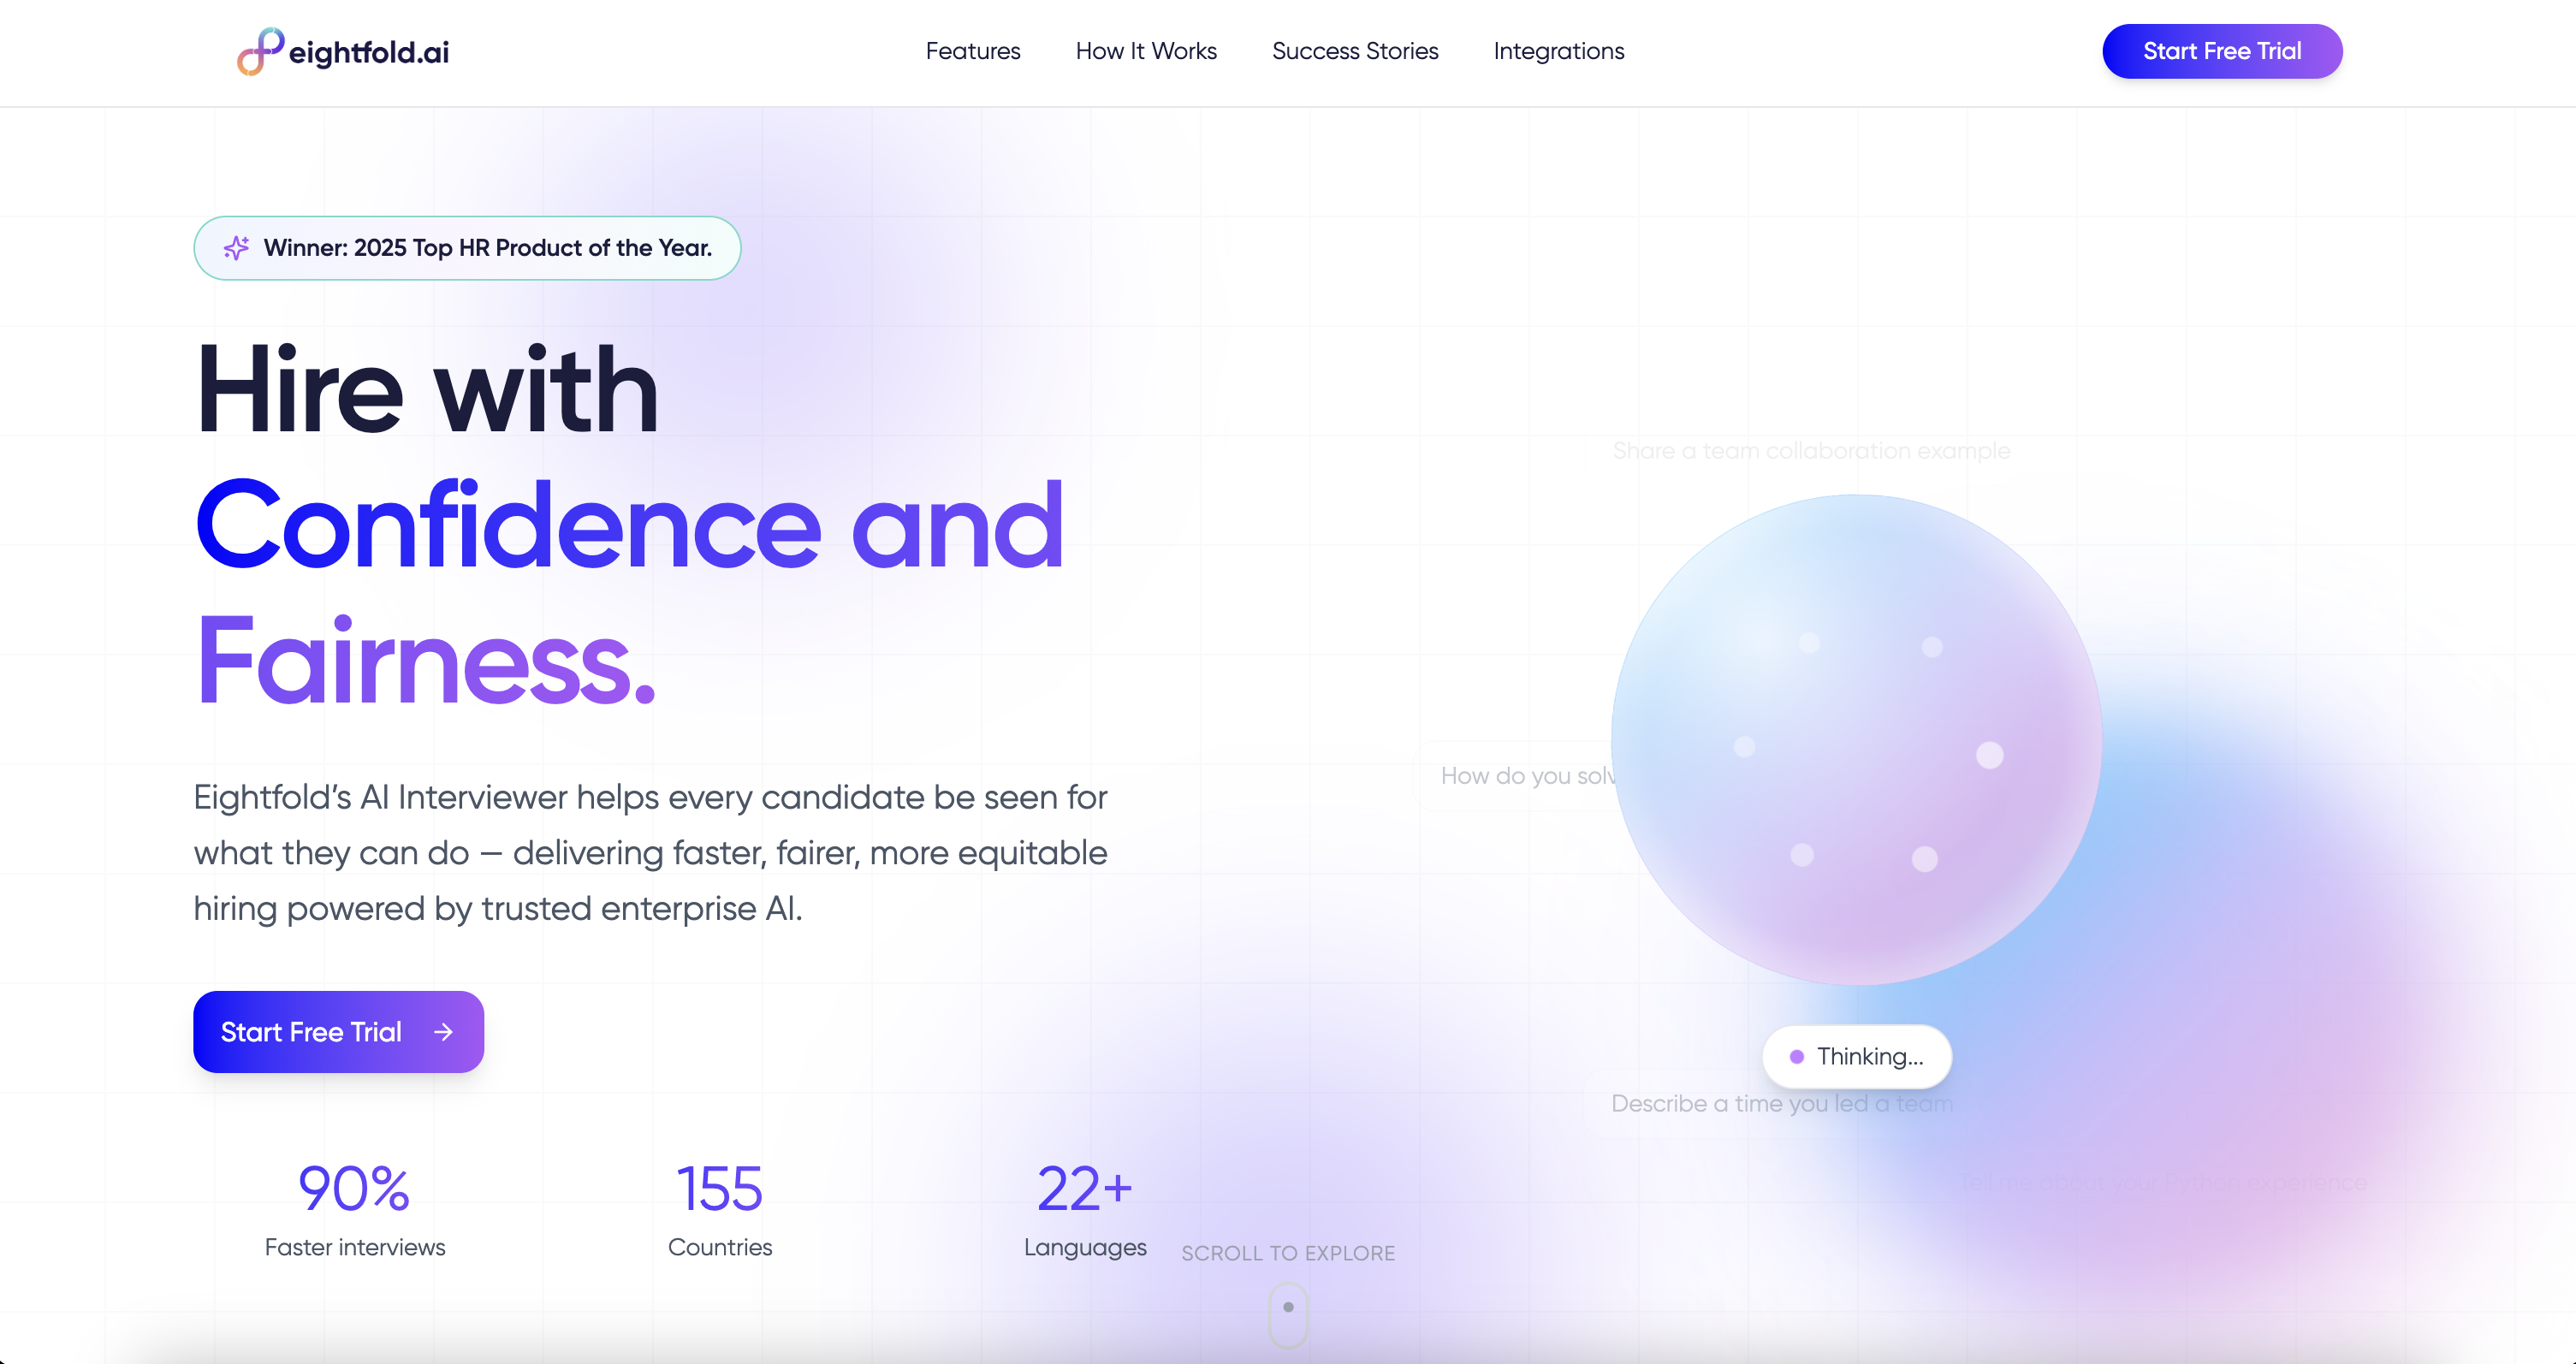 eightfold.ai
Features
How It Works
Success Stories
Integrations
Start Free Trial
Winner: 2025 Top HR Product of the Year.
Hire with
Confidence and
Fairness.
Eightfold’s AI Interviewer helps every candidate be seen for
what they can do — delivering faster, fairer, more equitable
hiring powered by trusted enterprise AI.
Start Free Trial
90%
Faster interviews
155
Countries
22+
Languages
SCROLL TO EXPLORE
Share a team collaboration example
How do you solv
Thinking...
Describe a time you led a team
Tell me about your Python experience